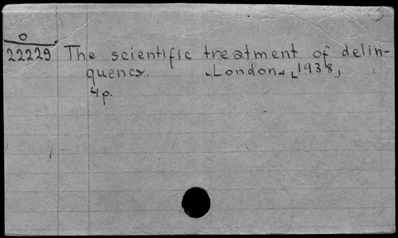 O
22229 The scientific treatment of delin-
quency. London, [1938,
4p.